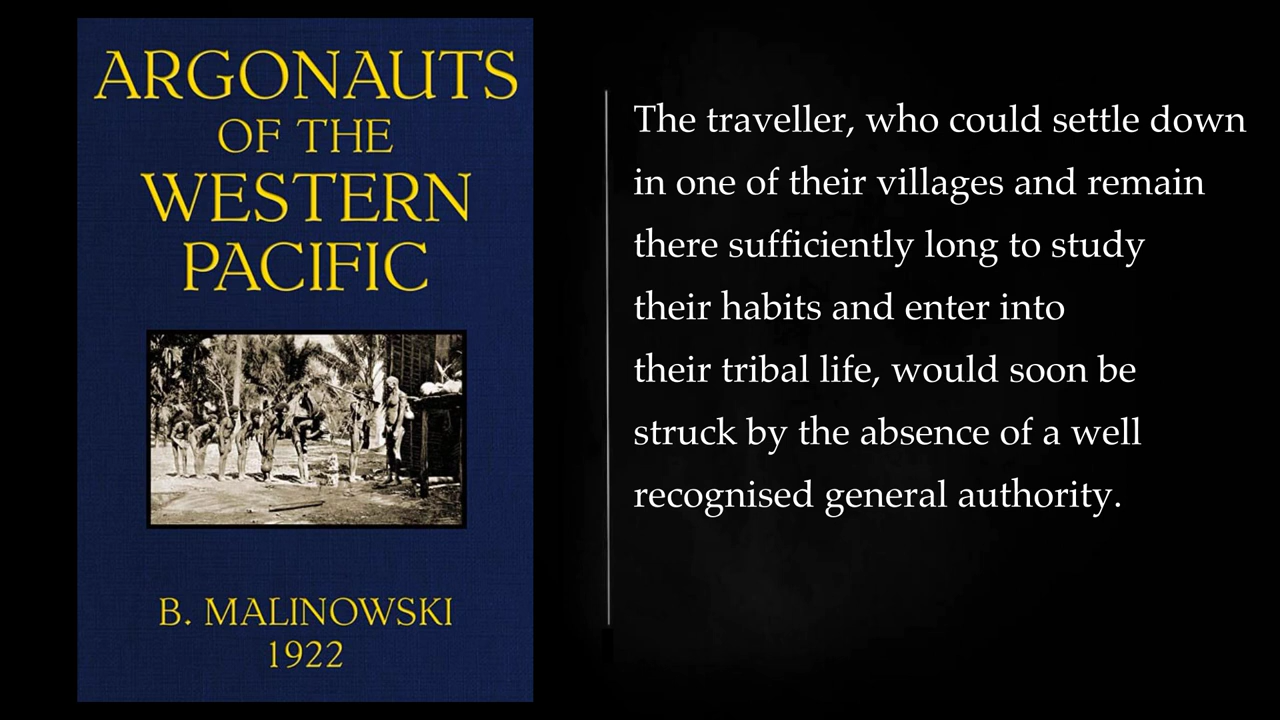 ARGONAUTS
OF THE
WESTERN
PACIFIC
B. MALINOWSKI
1922
The traveller, who could settle down
in one of their villages and remain
there sufficiently long to study
their habits and enter into
their tribal life, would soon be
struck by the absence of a well
recognised general authority.